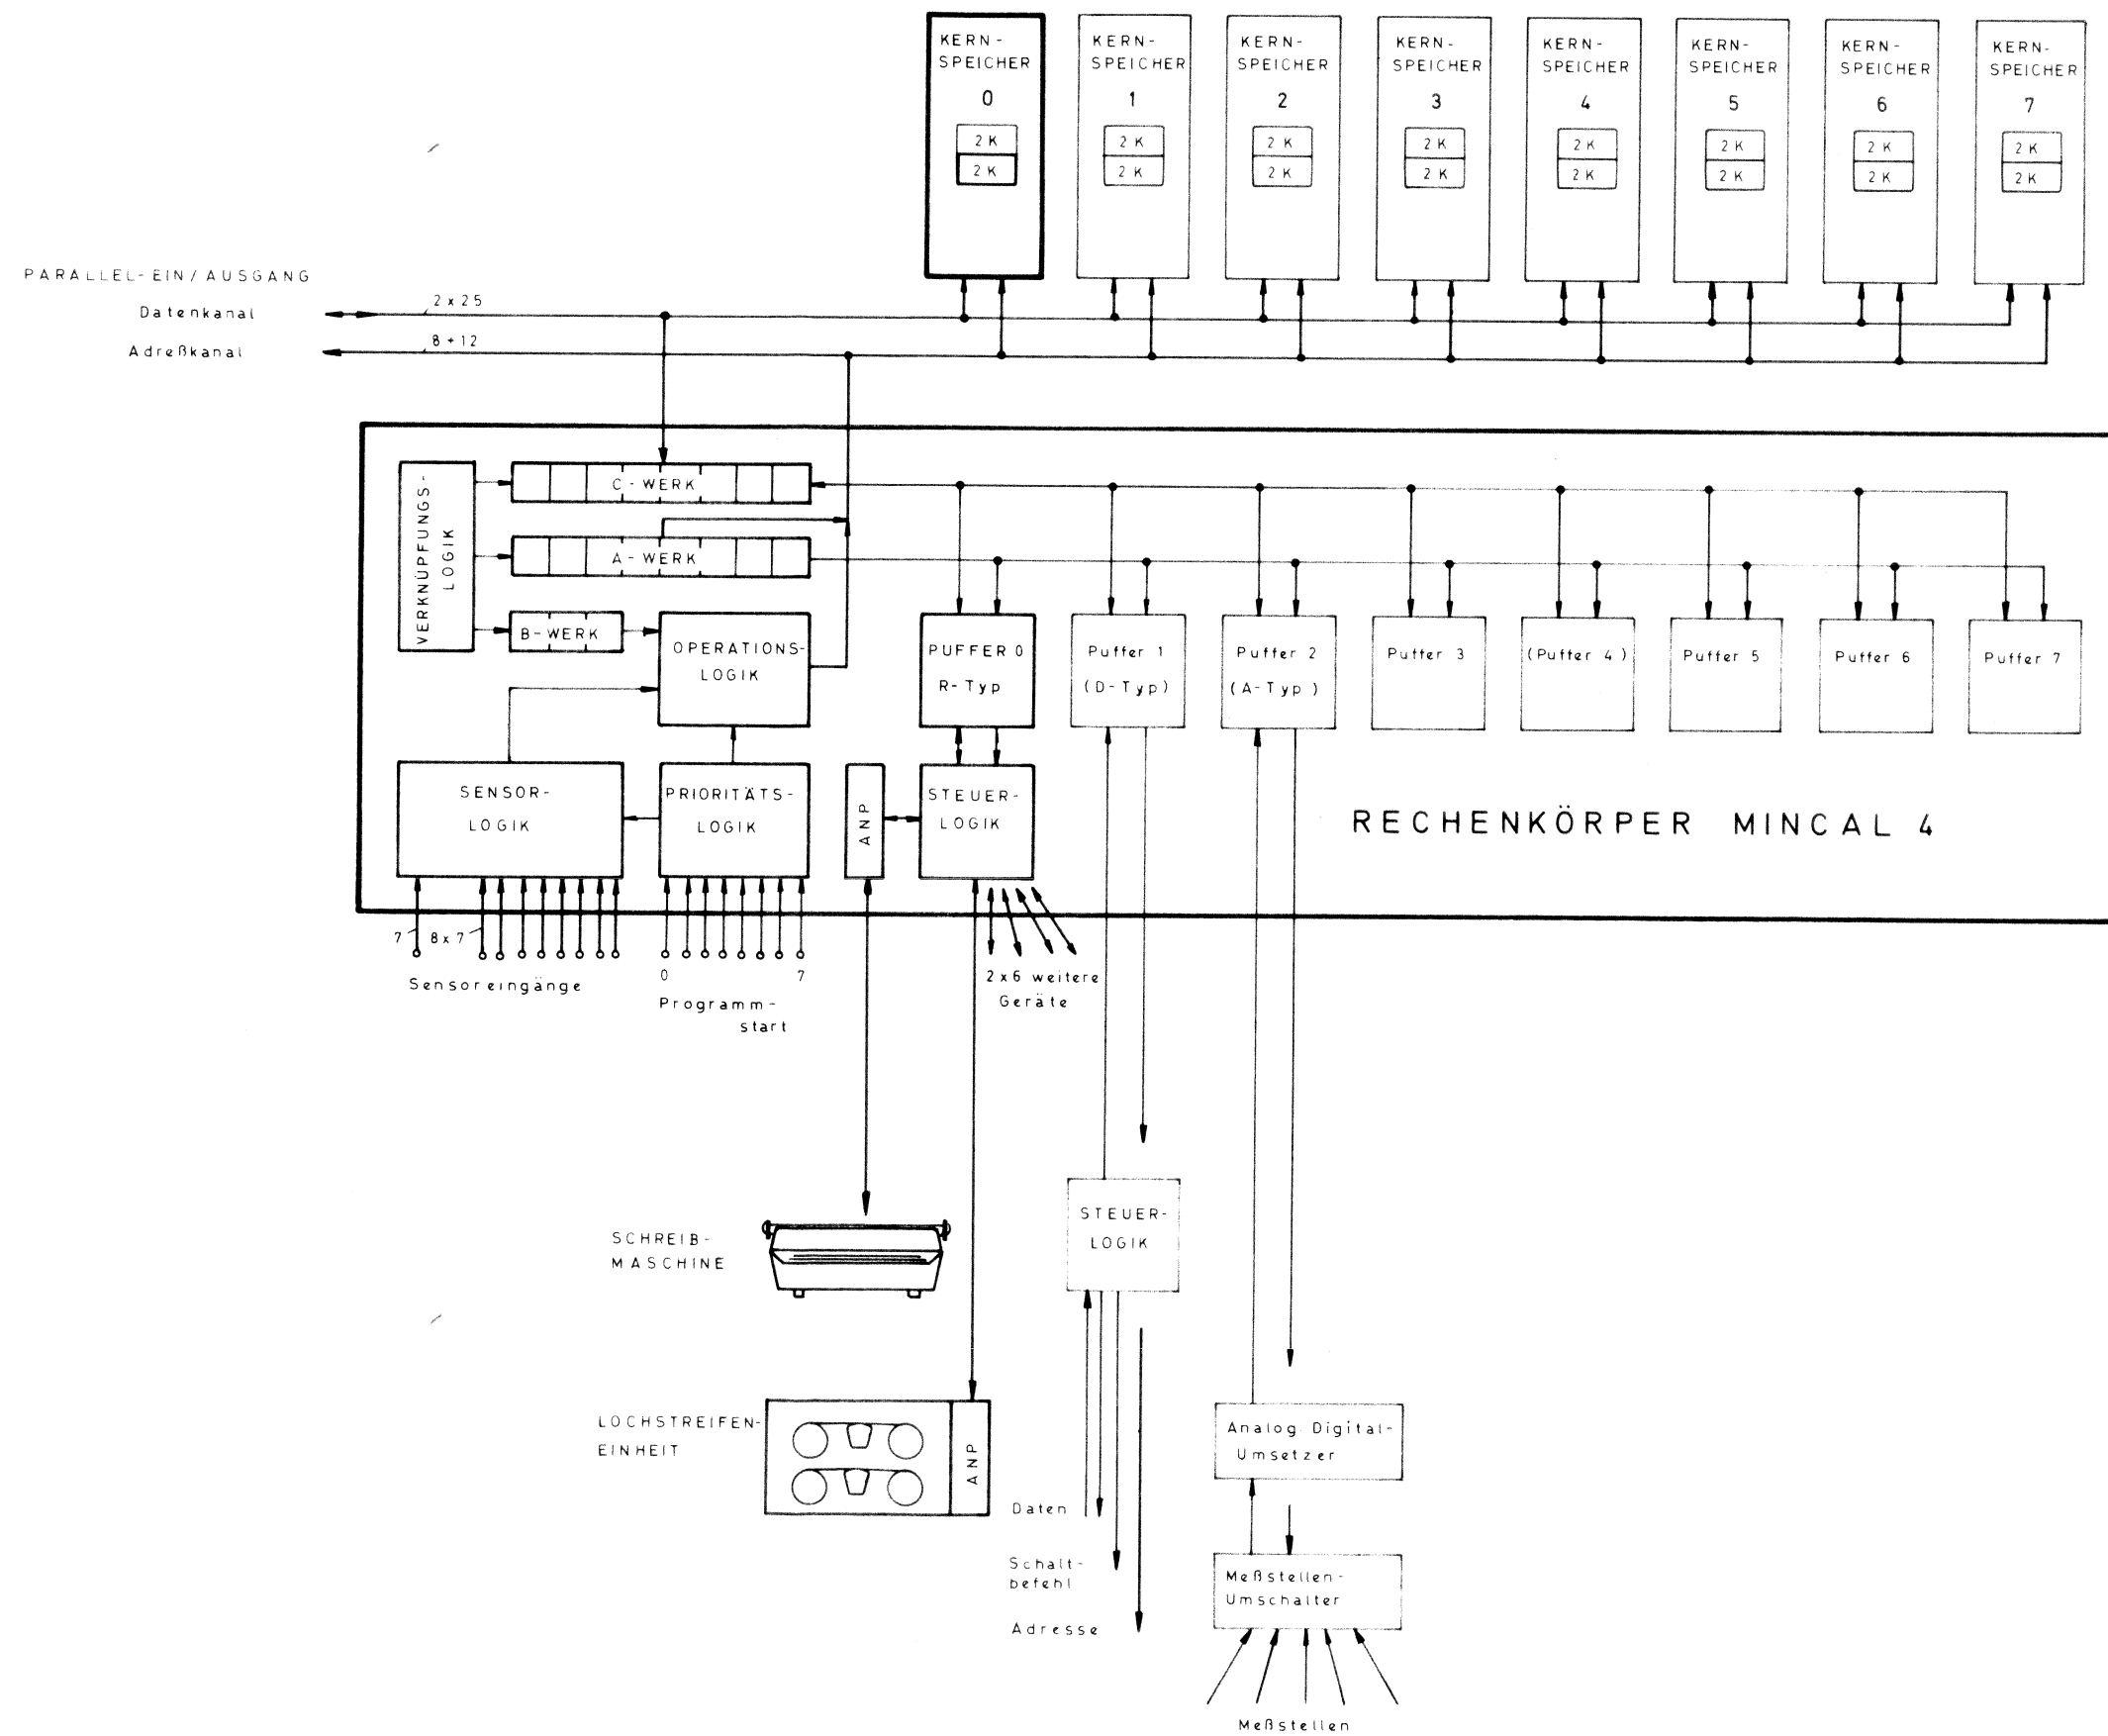 KERN-
SPEICHER
0
2 K
2 K
KERN-
SPEICHER
1
2 K
2 K
KERN-
SPEICHER
2
2 K
2 K
KERN-
SPEICHER
3
2 K
2 K
KERN-
SPEICHER
4
2 K
2 K
KERN-
SPEICHER
5
2 K
2 K
KERN-
SPEICHER
6
2 K
2 K
KERN-
SPEICHER
7
2 K
2 K
PARALLEL-EIN/AUSGANG
Datenkanal
2 x 25
Adreßkanal
8 + 12
VERKNÜPFUNGS-
LOGIK
C-WERK
A-WERK
B-WERK
OPERATIONS-
LOGIK
PUFFER 0
R-Typ
Puffer 1
(D-Typ)
Puffer 2
(A-Typ)
Puffer 3
(Puffer 4)
Puffer 5
Puffer 6
Puffer 7
SENSOR-
LOGIK
PRIORITÄTS-
LOGIK
ANP
STEUER-
LOGIK
RECHENKÖRPER MINCAL 4
7
8x7
Sensoreingänge
0
7
Programm-
start
2x6 weitere
Geräte
SCHREIB-
MASCHINE
STEUER-
LOGIK
LOCHSTREIFEN-
EINHEIT
ANP
Analog Digital-
Umsetzer
Daten
Schalt-
befehl
Adresse
Meßstellen-
Umschalter
Meßstellen